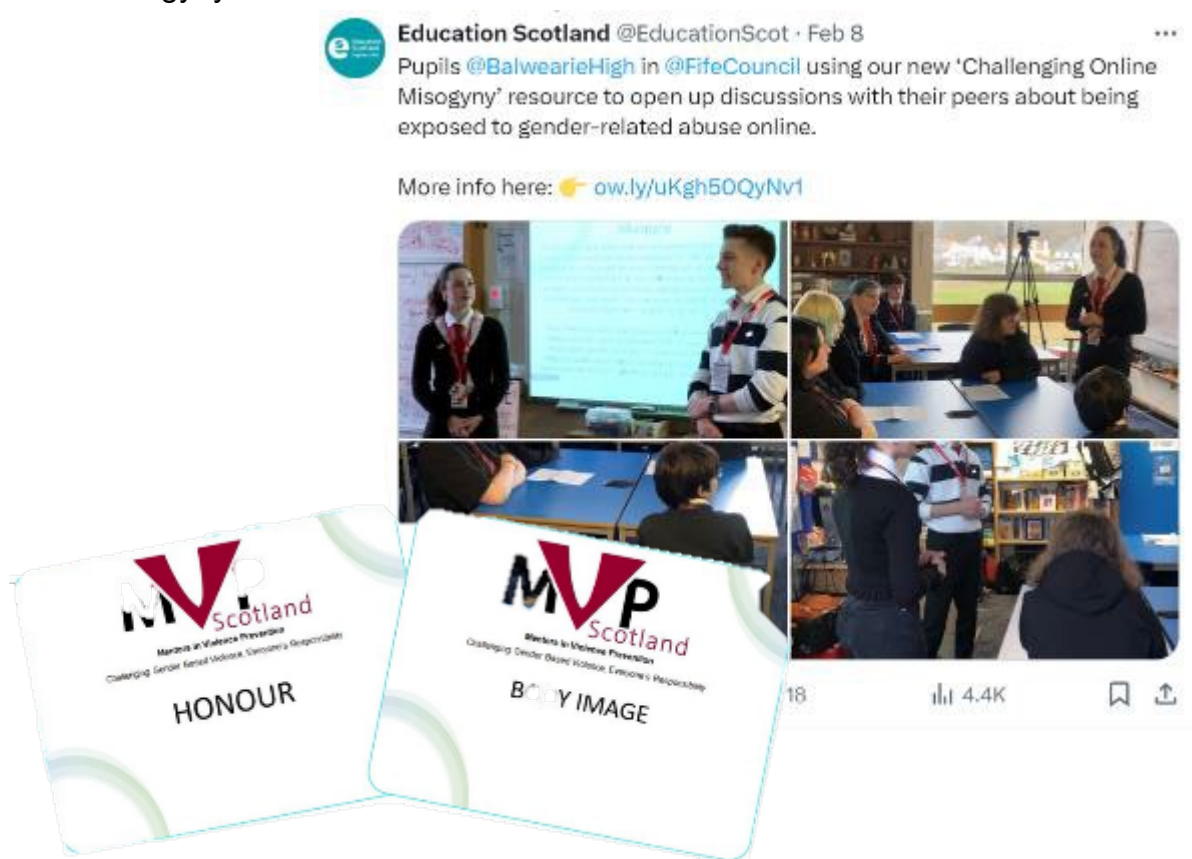 Education Scotland @EducationScot · Feb 8
Pupils @BalwearieHigh in @FifeCouncil using our new ‘Challenging Online
Misogyny’ resource to open up discussions with their peers about being
exposed to gender-related abuse online.
More info here: 👉 ow.ly/uKgh50QyNv1
MVP
Scotland
Mentors in Violence Prevention
Challenging Gender Based Violence, Everyone's Responsibility
HONOUR
MVP
Scotland
Mentors in Violence Prevention
Challenging Gender Based Violence, Everyone's Responsibility
BODY IMAGE
18
4.4K